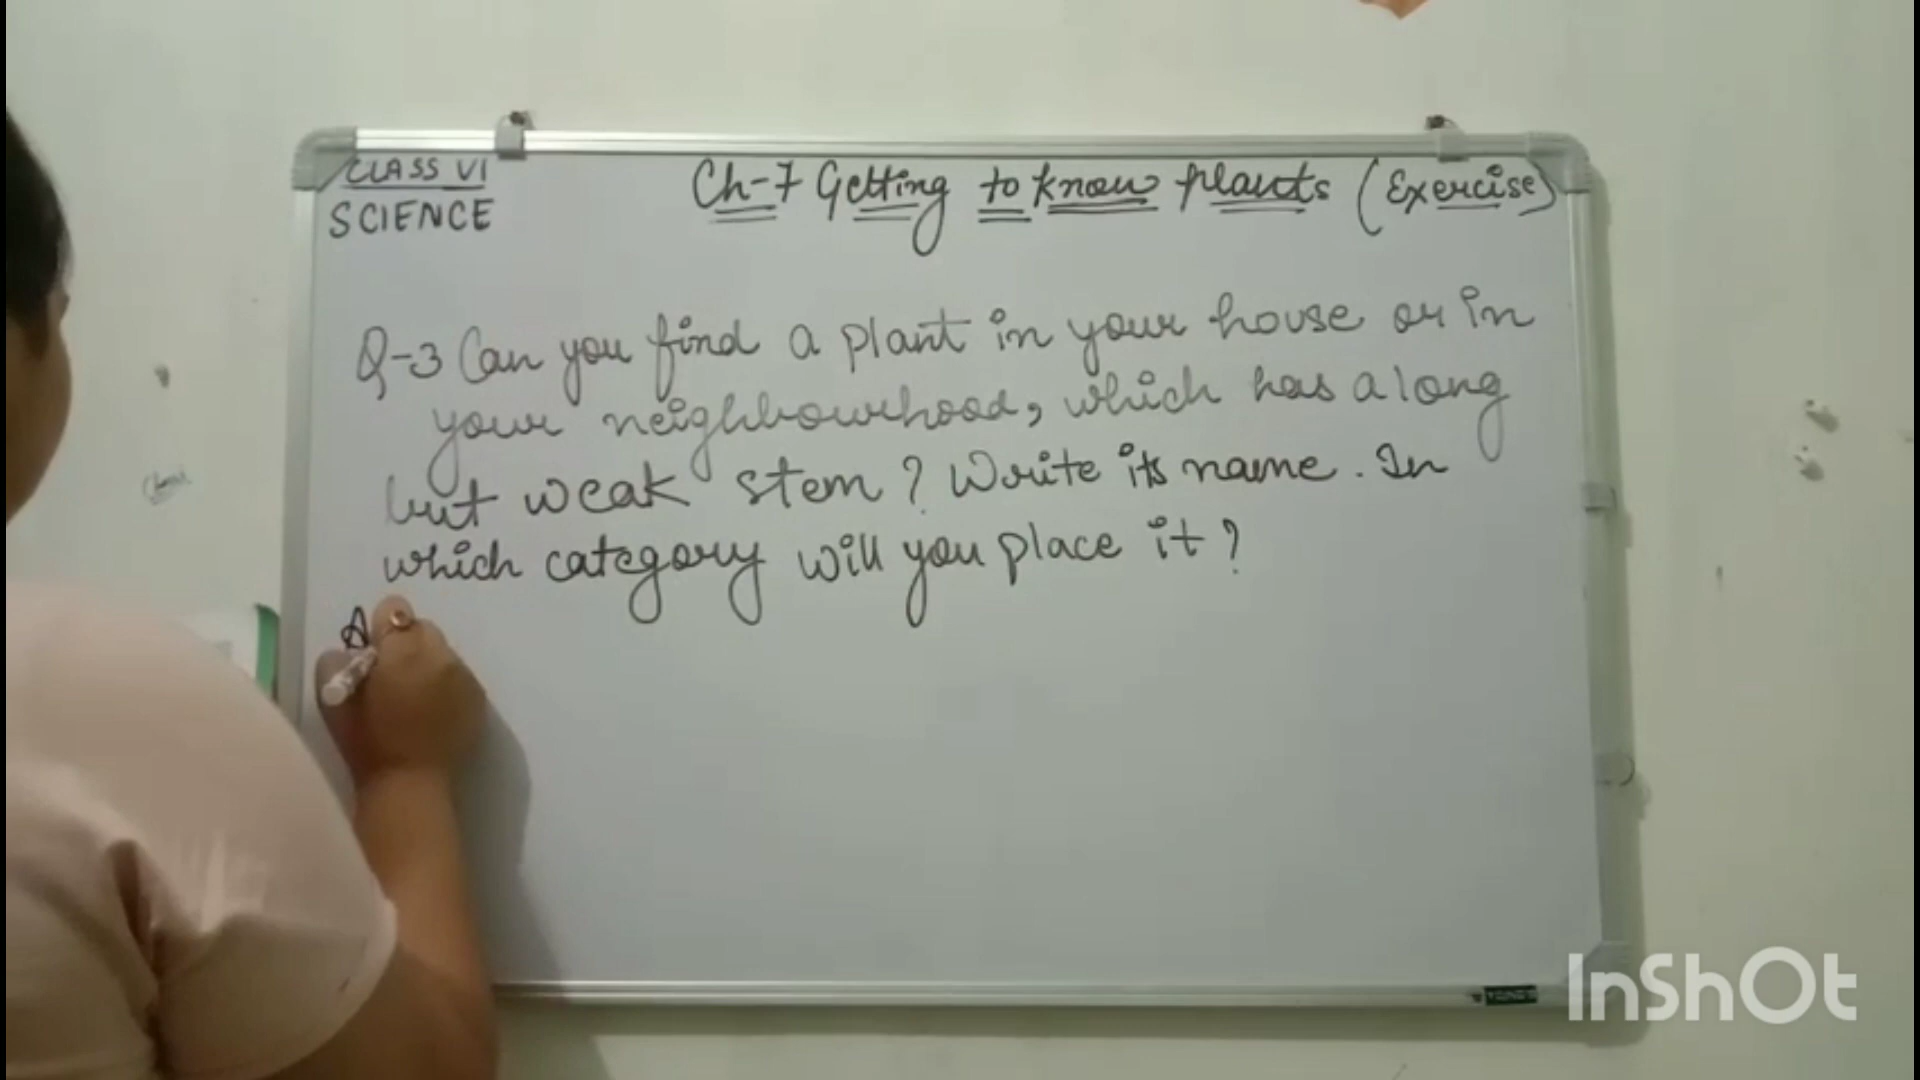 CLASS VI
SCIENCE
Ch-7 Getting to know plants (Exercise)
Q-3 Can you find a plant in your house or in
your neighbourhood, which has a long
but weak stem? Write its name. In
which category will you place it?
A
InShOt